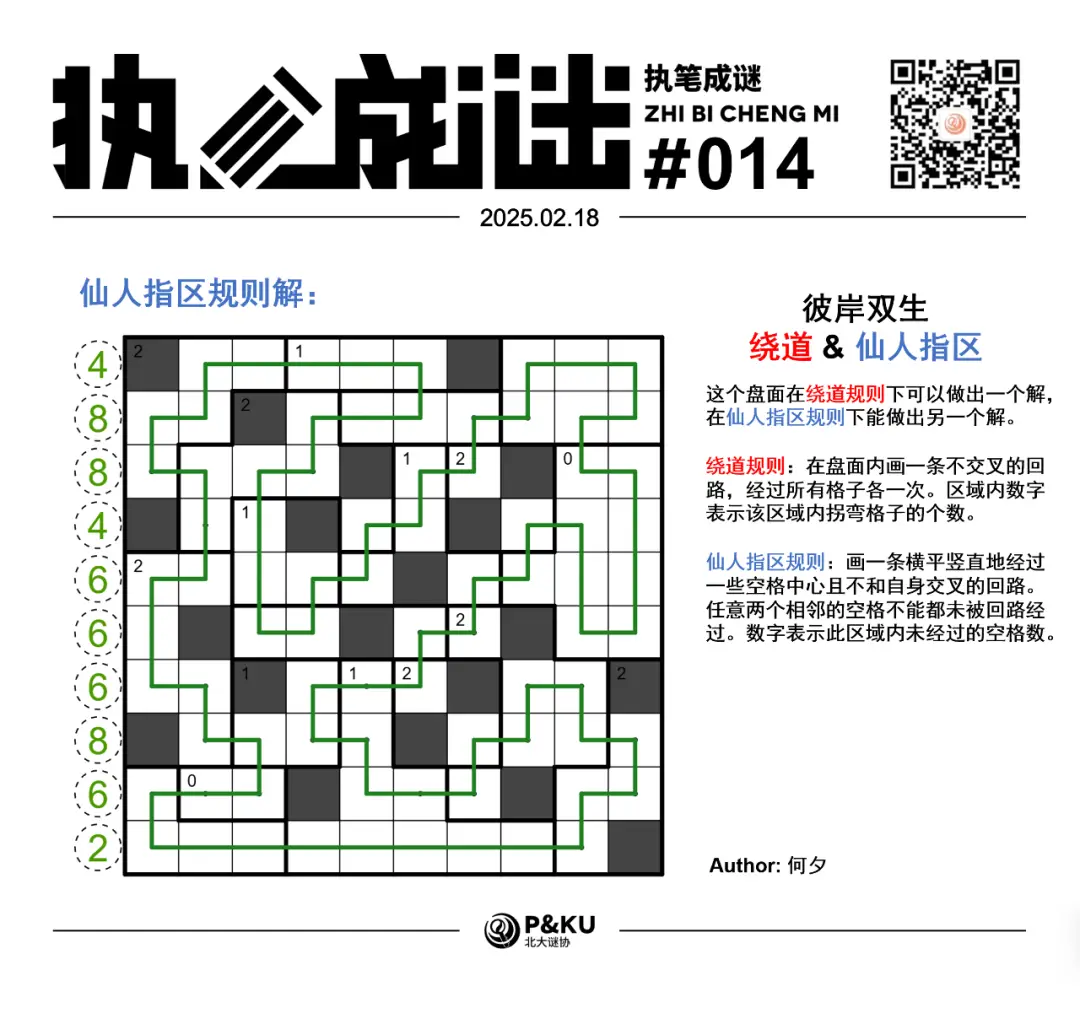 执笔成谜
执笔成谜
ZHI BI CHENG MI
#014
2025.02.18
仙人指区规则解：
彼岸双生
绕道 & 仙人指区
这个盘面在绕道规则下可以做出一个解，
在仙人指区规则下能做出另一个解。
绕道规则：在盘面内画一条不交叉的回
路，经过所有格子各一次。区域内数字
表示该区域内拐弯格子的个数。
仙人指区规则：画一条横平竖直地经过
一些空格中心且不和自身交叉的回路。
任意两个相邻的空格不能都未被回路经
过。数字表示此区域内未经过的空格数。
4 2 1
8 2
8 1 2 0
4 1
6 2
6 2
6 1 1 2 2
8
6 0
2
Author: 何夕
P&KU
北大谜协